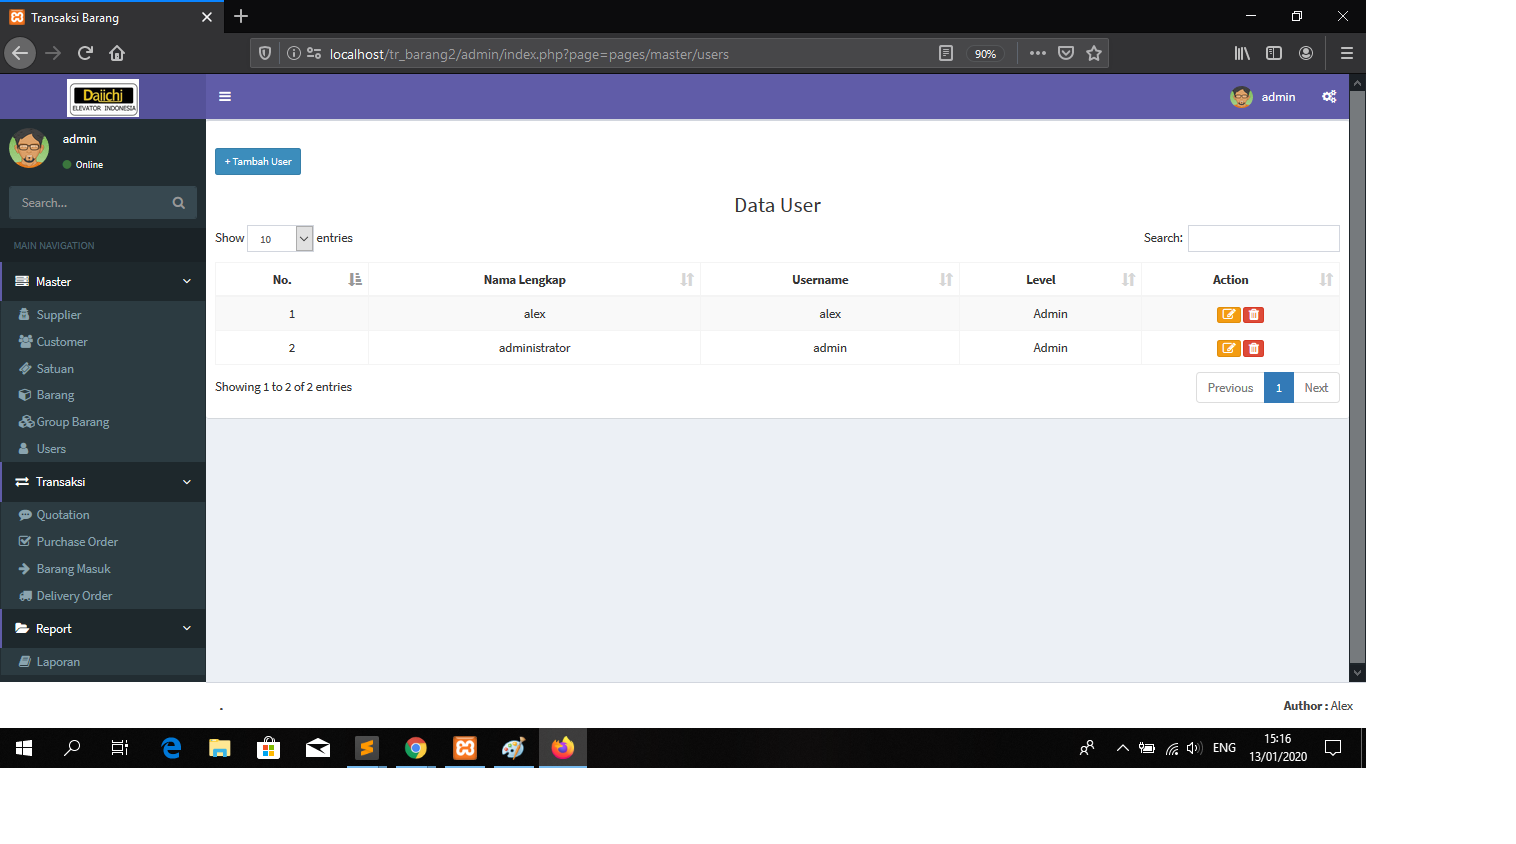 Transaksi Barang
localhost/tr_barang2/admin/index.php?page=pages/master/users
90%
Daiichi
ELEVATOR INDONESIA
admin
admin
Online
Search...
MAIN NAVIGATION
Master
Supplier
Customer
Satuan
Barang
Group Barang
Users
Transaksi
Quotation
Purchase Order
Barang Masuk
Delivery Order
Report
Laporan
+ Tambah User
Data User
Show 10 entries Search:
No. Nama Lengkap Username Level Action
1 alex alex Admin
2 administrator admin Admin
Showing 1 to 2 of 2 entries Previous 1 Next
. Author : Alex
ENG 15:16
13/01/2020